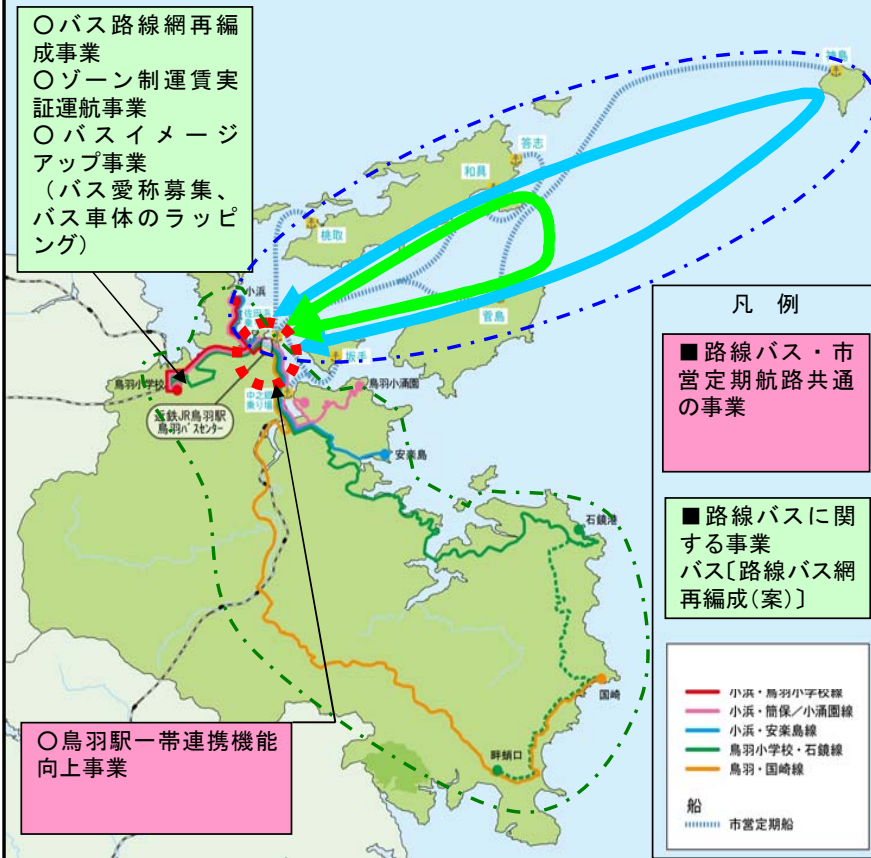 〇バス路線網再編
成事業
〇ゾーン制運賃実
証運航事業
〇バスイメージ
アップ事業
（バス愛称募集、
バス車体のラッピ
ング）
神島
答志
和具
桃取
菅島
小浜
坂手
鳥羽小学校
鳥羽小涌園
近鉄JR鳥羽駅
鳥羽バスセンター
中之郷
乗り場
安楽島
石鏡港
国崎
畔蛸口
〇鳥羽駅一帯連携機能
向上事業
凡 例
■路線バス・市
営定期航路共通
の事業
■路線バスに関
する事業
バス〔路線バス網
再編成(案)〕
小浜・鳥羽小学校線
小浜・簡保／小涌園線
小浜・安楽島線
鳥羽小学校・石鏡線
鳥羽・国崎線
船
市営定期船